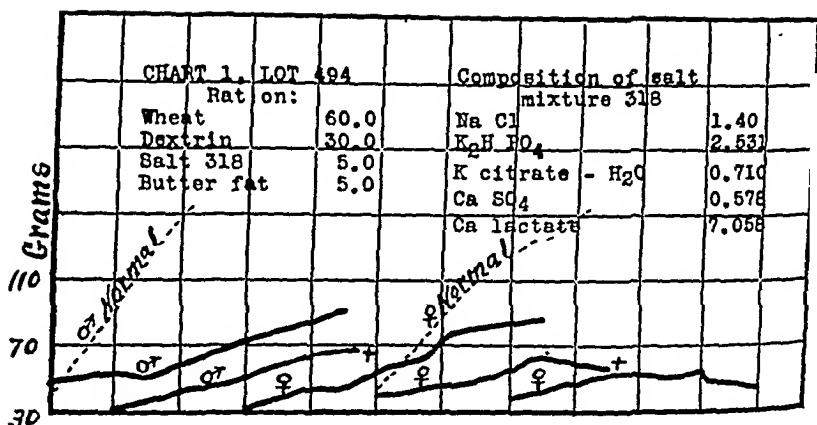 CHART 1. LOT 494
Ration:
Wheat 60.0
Dextrin 30.0
Salt 318 5.0
Butter fat 5.0
Composition of salt
mixture 318
Na Cl 1.40
K₂H PO₄ 2.531
K citrate - H₂O 0.710
Ca SO₄ 0.578
Ca lactate 7.058
Grams
110
70
30
♂ Normal
♀ Normal
♂
♂
+
♀
♀
♀
+